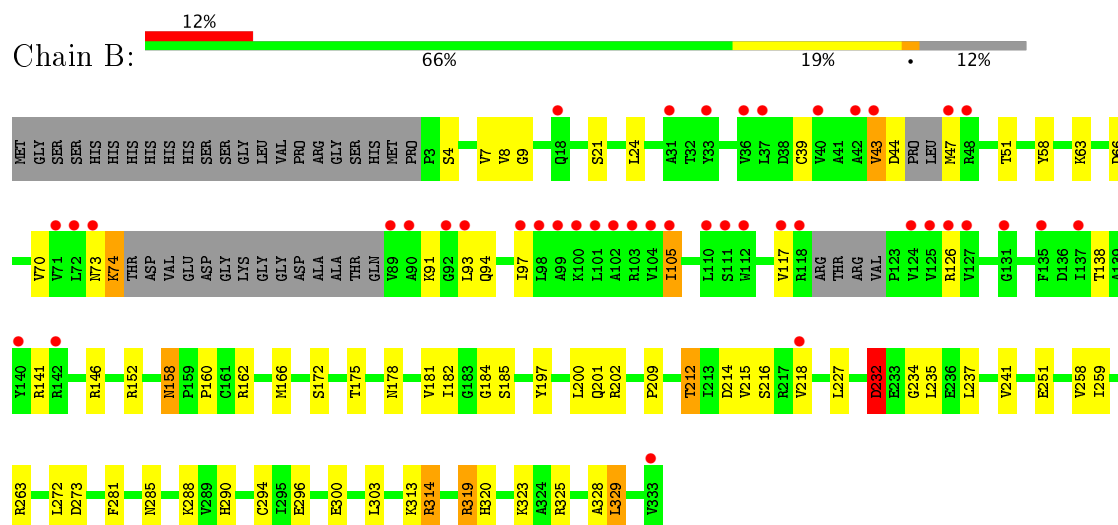 12%
Chain B:
66% 19% • 12%
MET GLY SER SER HIS HIS HIS HIS HIS HIS SER SER GLY LEU VAL PRO ARG GLY SER HIS MET PRO P3 S4 V7 V8 G9 Q18 S21 L24 A31 T32 Y33 V36 L37 D38 C39 V40 A41 A42 V43 D44 PRO LEU M47 R48 T51 Y58 K63 D66
V70 V71 L72 N73 K74 THR ASP VAL GLU ASP GLY LYS GLY GLY ASP ALA ALA THR GLN V89 A90 K91 G92 L93 Q94 I97 L98 A99 K100 L101 A102 R103 V104 I105 L110 S111 W112 V117 R118 ARG THR ARG VAL P123 V124 V125 R126 V127 G131 F135 D136 I137 T138 A139
Y140 R141 R142 R146 R152 N158 P159 P160 C161 R162 M166 S172 T175 N178 V181 I182 G183 G184 S185 Y197 L200 Q201 R202 P209 T212 I213 D214 V215 S216 R217 V218 L227 D232 E233 G234 L235 E236 L237 V241 E251 V258 I259
R263 L272 D273 F281 N285 K288 V289 H290 C294 I295 E296 E300 L303 K313 R314 R319 H320 K323 A324 R325 A328 L329 V333